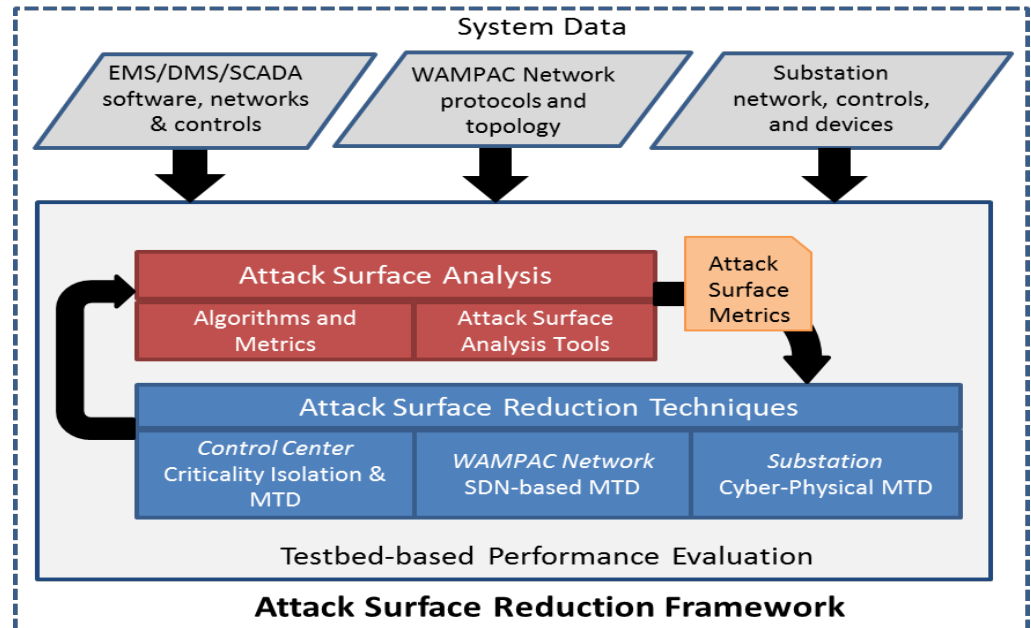 System Data
EMS/DMS/SCADA
software, networks
& controls
WAMPAC Network
protocols and
topology
Substation
network, controls,
and devices
Attack Surface Analysis
Algorithms and
Metrics
Attack Surface
Analysis Tools
Attack
Surface
Metrics
Attack Surface Reduction Techniques
Control Center
Criticality Isolation &
MTD
WAMPAC Network
SDN-based MTD
Substation
Cyber-Physical MTD
Testbed-based Performance Evaluation
Attack Surface Reduction Framework